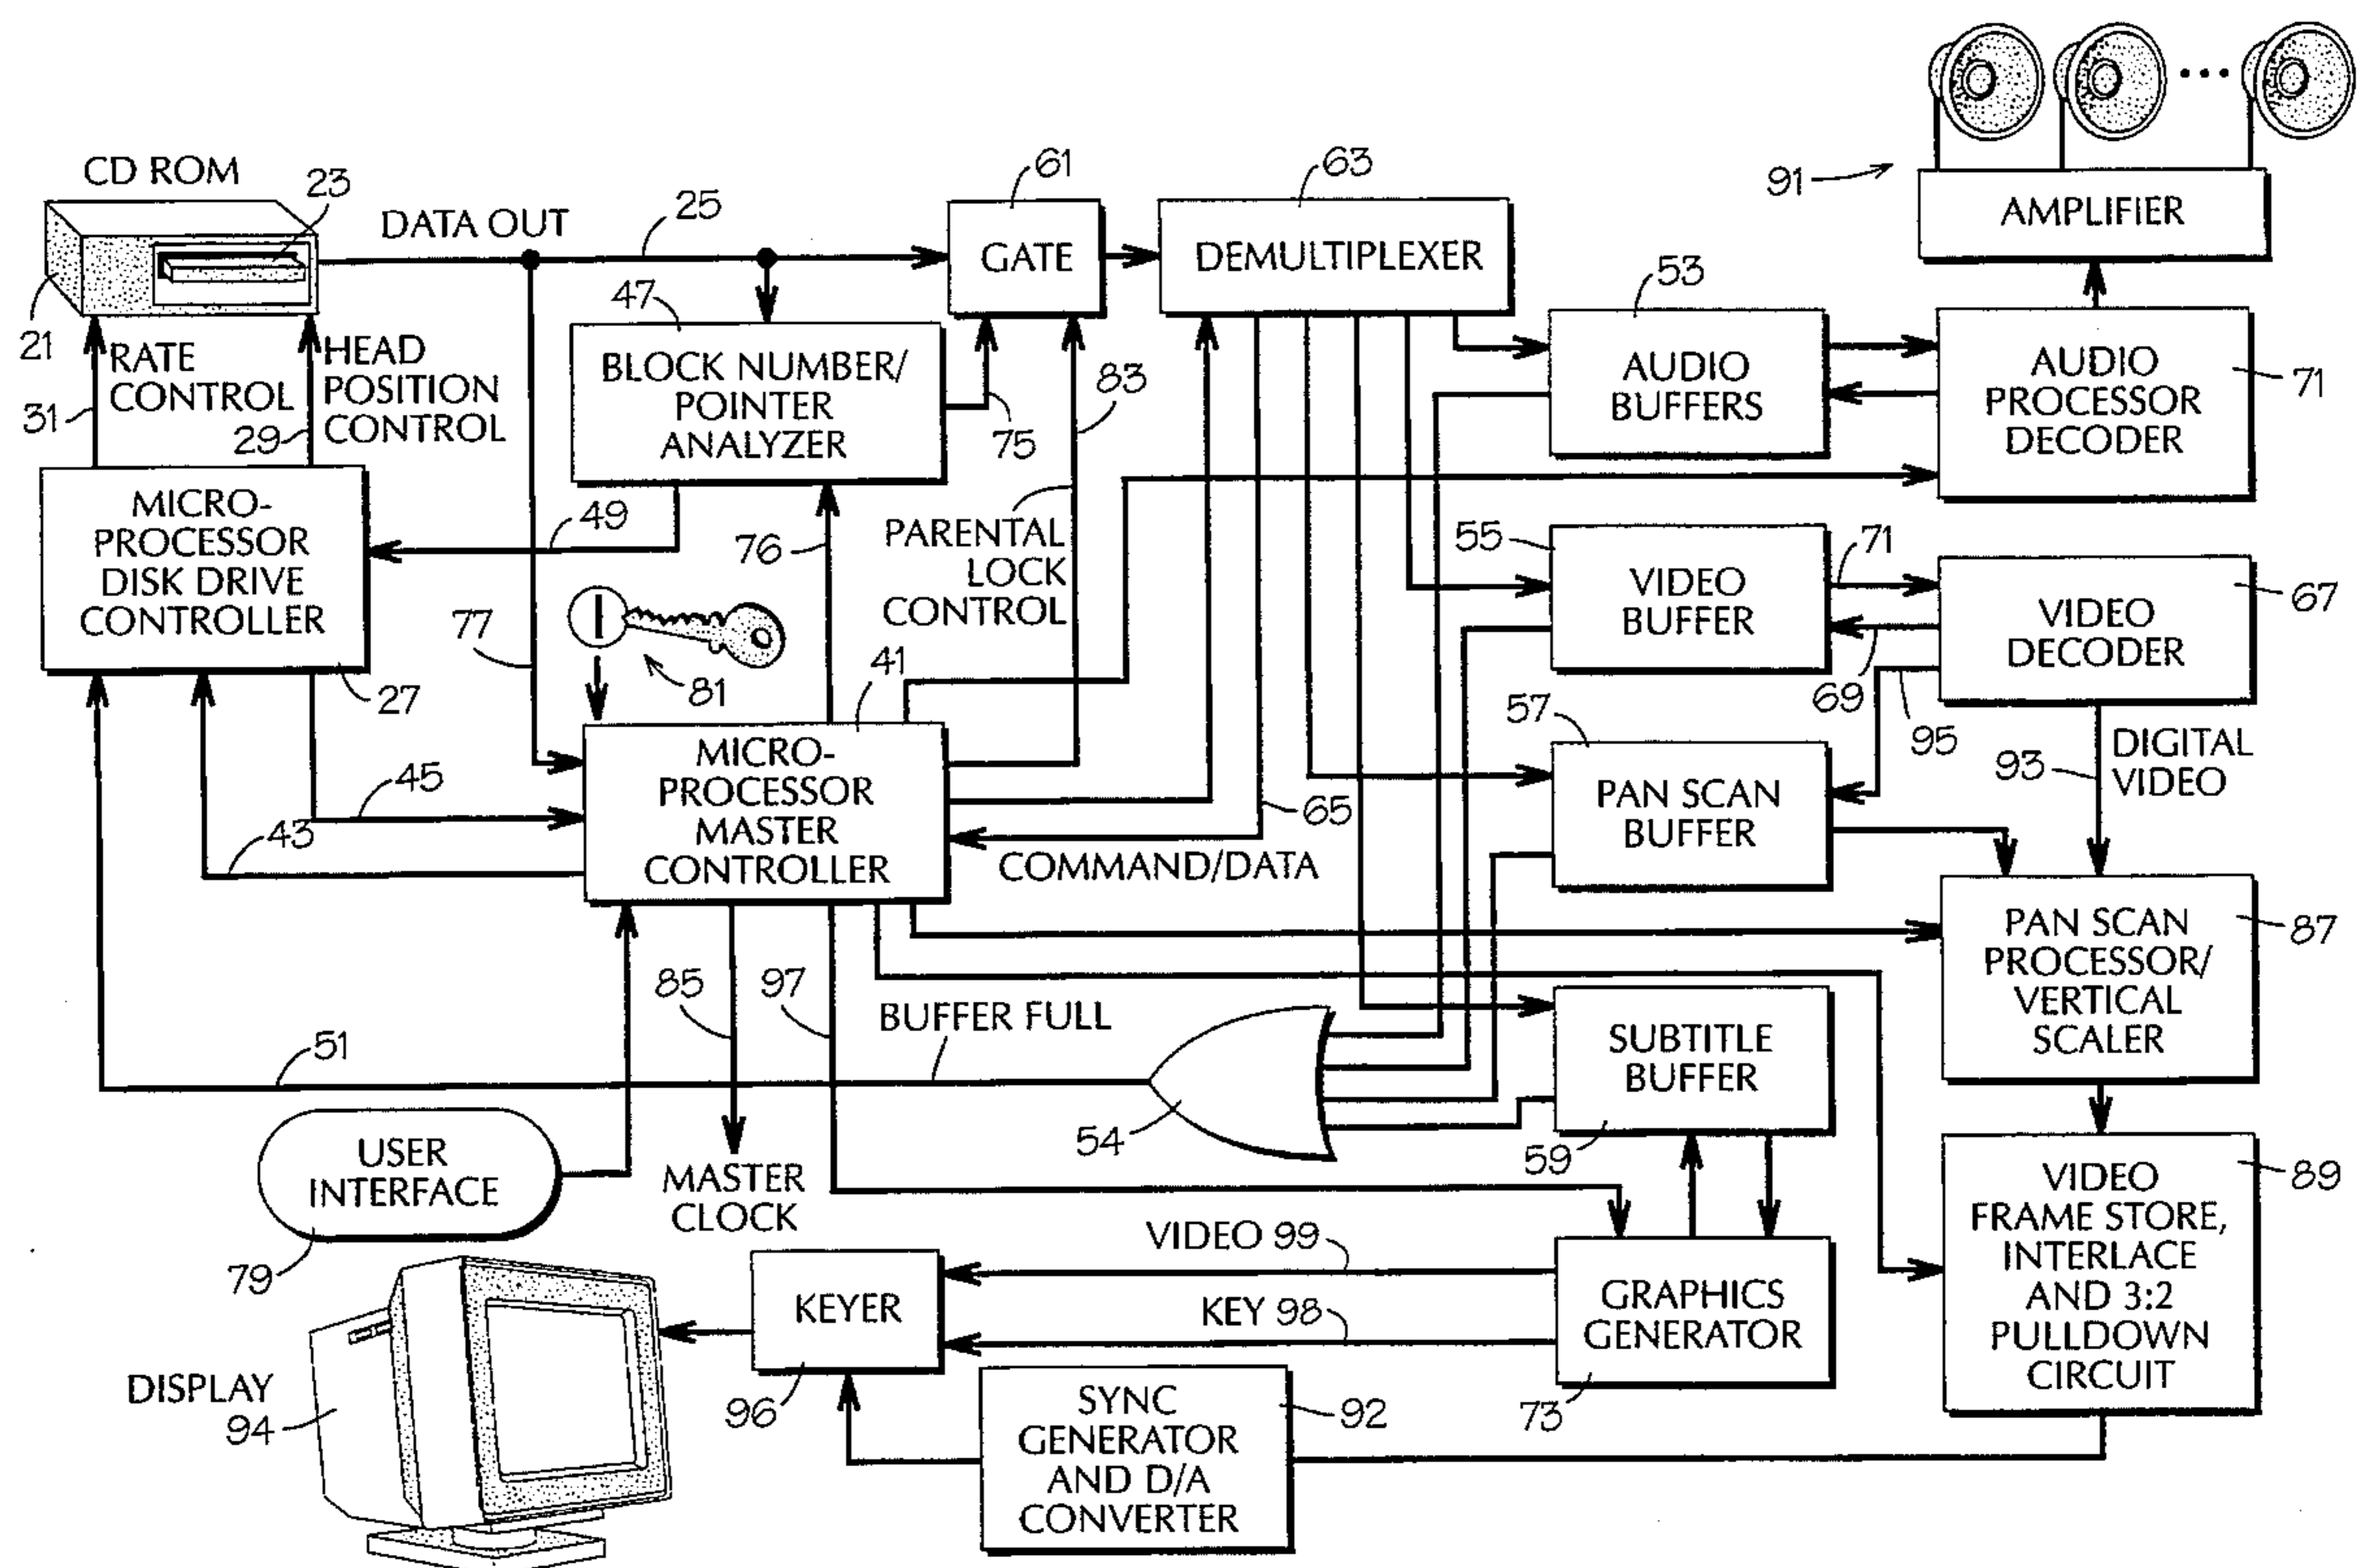 CD ROM
23
DATA OUT
25
21
RATE
CONTROL
31
HEAD
POSITION
CONTROL
29
47
BLOCK NUMBER/
POINTER
ANALYZER
61
GATE
75
83
63
DEMULTIPLEXER
91
AMPLIFIER
53
AUDIO
BUFFERS
AUDIO
PROCESSOR
DECODER
71
MICRO-
PROCESSOR
DISK DRIVE
CONTROLLER
27
49
76
77
81
PARENTAL
LOCK
CONTROL
55
VIDEO
BUFFER
71
69
VIDEO
DECODER
67
95
93
DIGITAL
VIDEO
41
MICRO-
PROCESSOR
MASTER
CONTROLLER
45
43
65
COMMAND/DATA
57
PAN SCAN
BUFFER
PAN SCAN
PROCESSOR/
VERTICAL
SCALER
87
85
97
BUFFER FULL
51
54
SUBTITLE
BUFFER
59
USER
INTERFACE
79
MASTER
CLOCK
VIDEO
FRAME STORE,
INTERLACE
AND 3:2
PULLDOWN
CIRCUIT
89
VIDEO 99
KEY 98
KEYER
96
GRAPHICS
GENERATOR
73
DISPLAY
94
SYNC
GENERATOR
AND D/A
CONVERTER
92